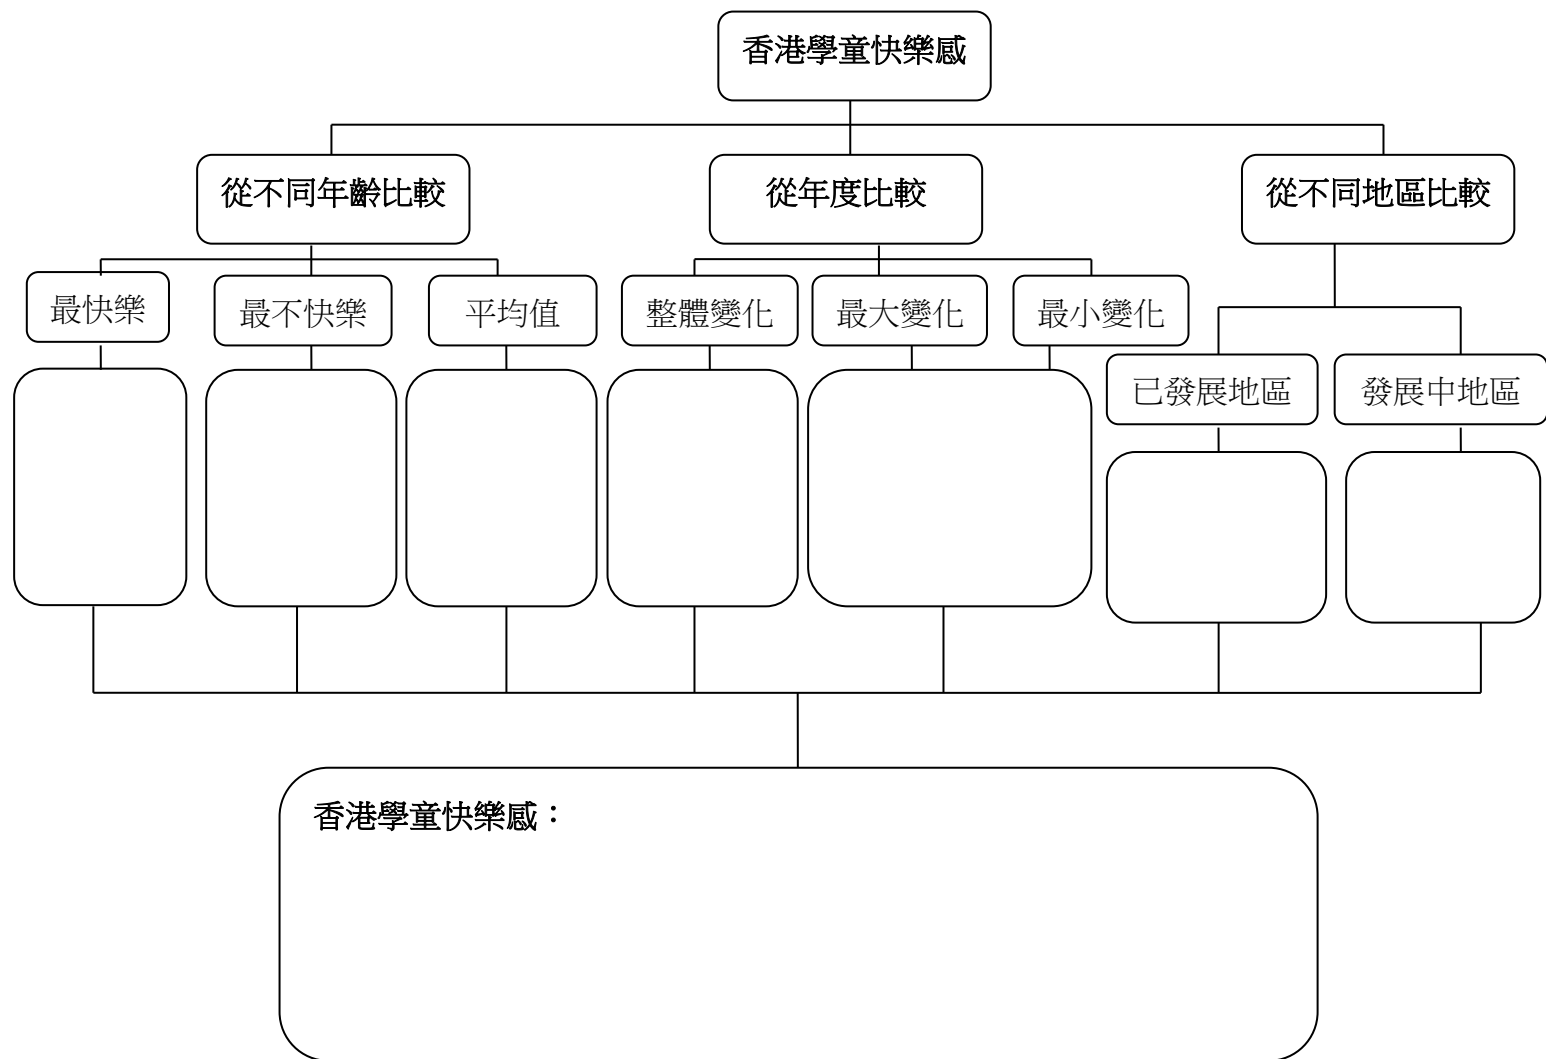 香港學童快樂感
從不同年齡比較
從年度比較
從不同地區比較
最快樂
最不快樂
平均值
整體變化
最大變化
最小變化
已發展地區
發展中地區
香港學童快樂感：